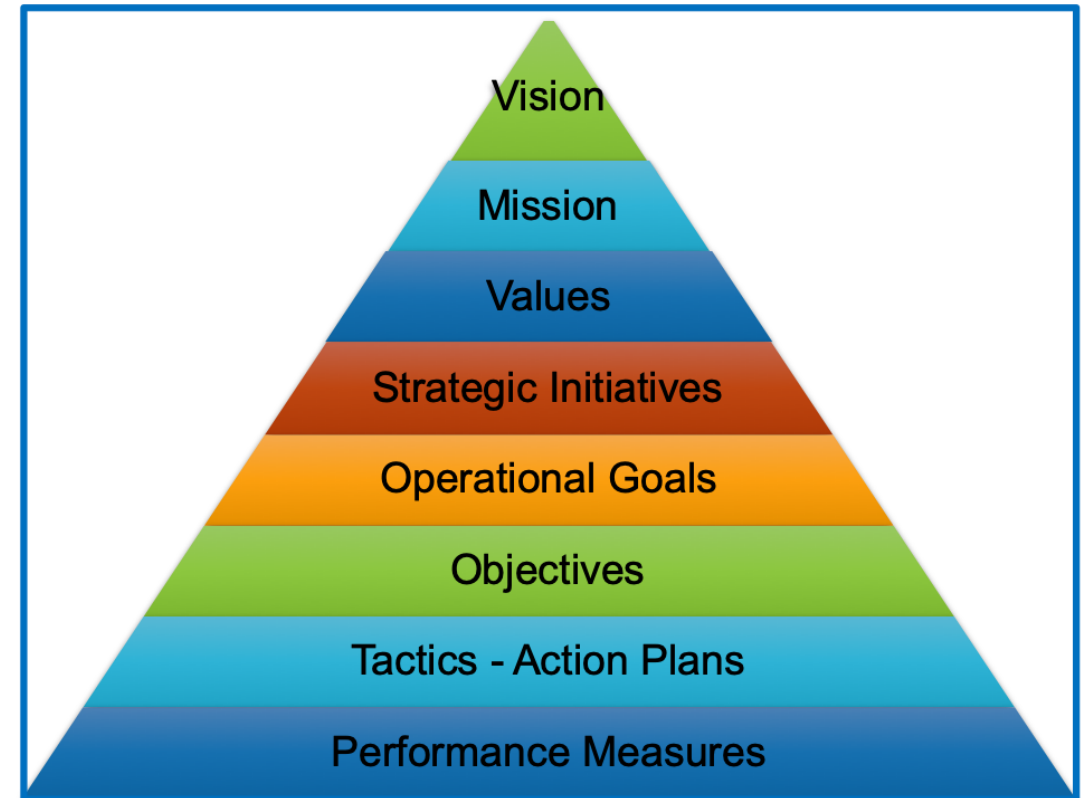 Vision
Mission
Values
Strategic Initiatives
Operational Goals
Objectives
Tactics - Action Plans
Performance Measures